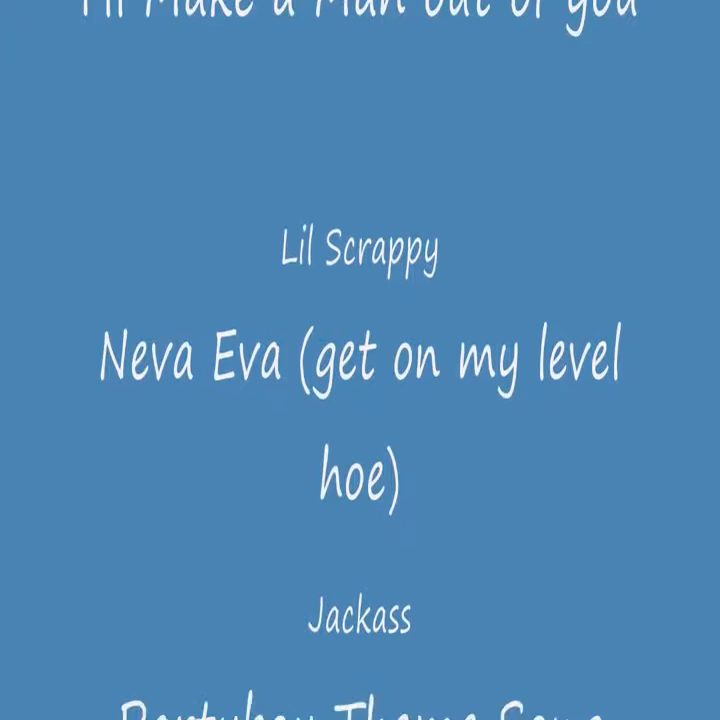 I'll Make a Man out of you
Lil Scrappy
Neva Eva (get on my level
hoe)
Jackass
Partyboy Theme Song